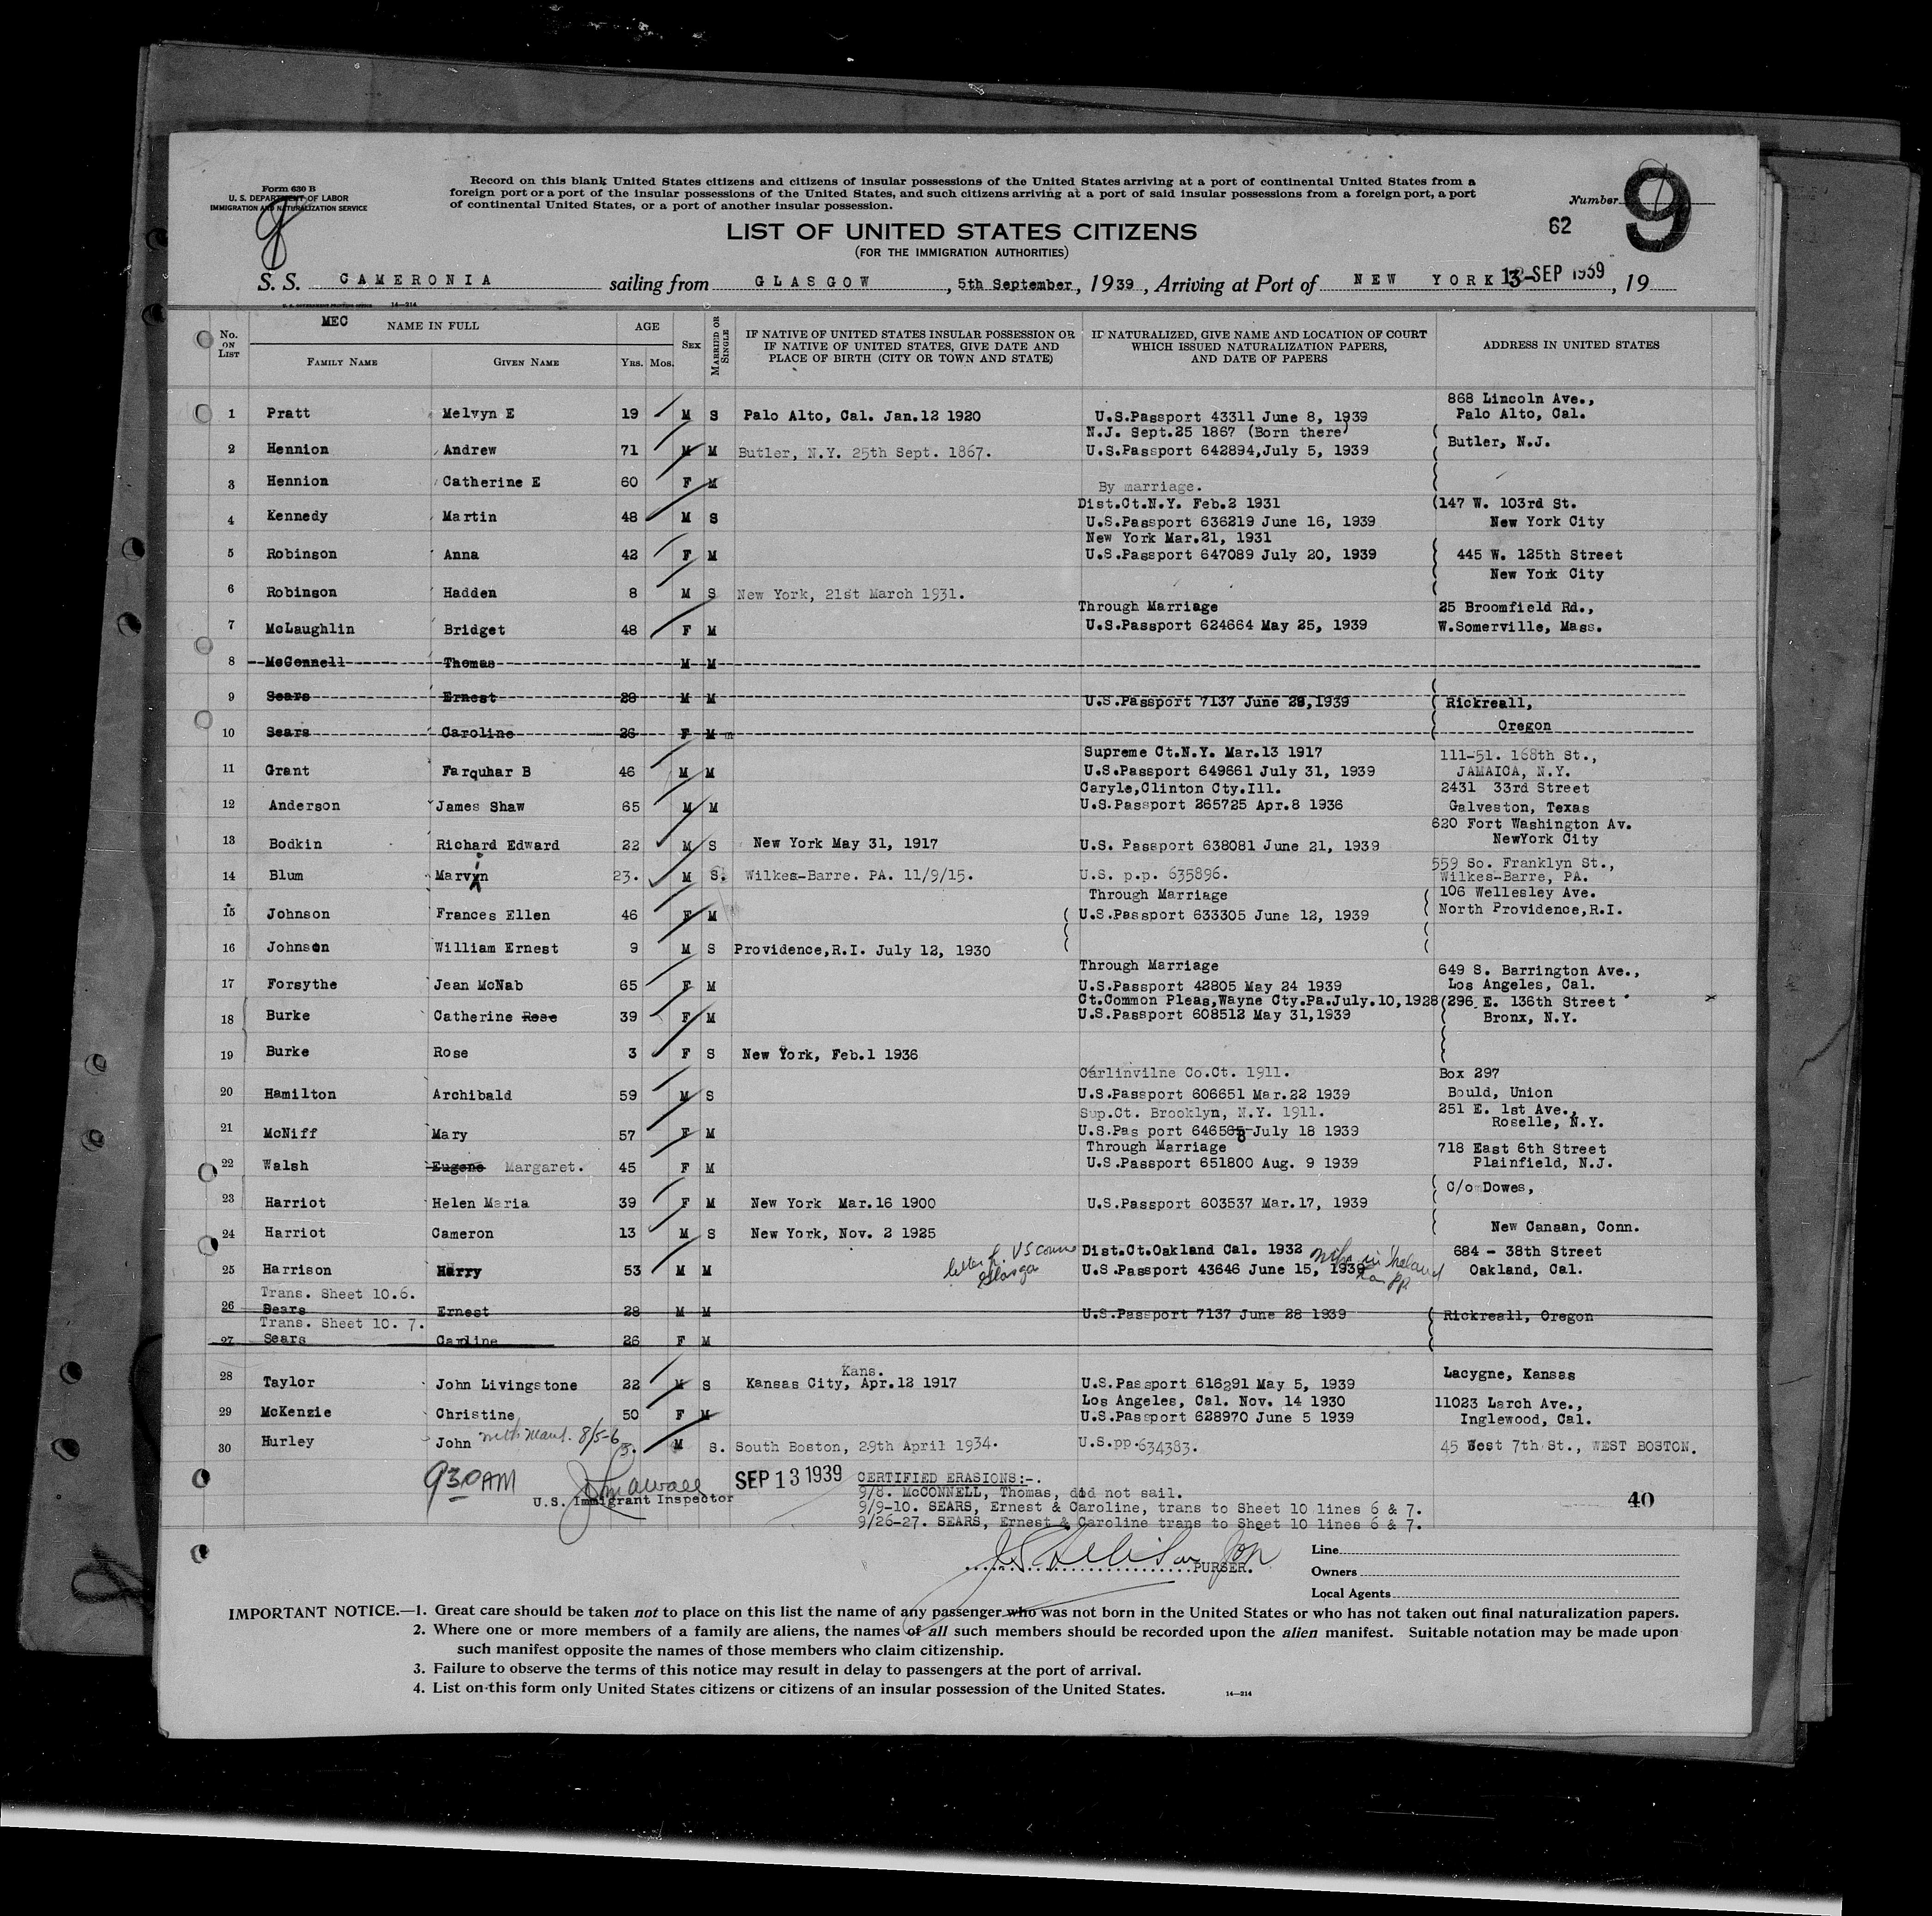 Form 630 B
U. S. DEPARTMENT OF LABOR
IMMIGRATION AND NATURALIZATION SERVICE
Record on this blank United States citizens and citizens of insular possessions of the United States arriving at a port of continental United States from a
foreign port or a port of the insular possessions of the United States, and such citizens arriving at a port of said insular possessions from a foreign port, a port
of continental United States, or a port of another insular possession.
Number 9
62
LIST OF UNITED STATES CITIZENS
(FOR THE IMMIGRATION AUTHORITIES)
S. S. CAMERONIA sailing from GLASGOW, 5th September, 1939, Arriving at Port of NEW YORK 13-SEP 1939, 19
U. S. GOVERNMENT PRINTING OFFICE 14—214
MEC
No. ON LIST
NAME IN FULL
FAMILY NAME
GIVEN NAME
AGE
Yrs. Mos.
SEX
MARRIED OR SINGLE
IF NATIVE OF UNITED STATES INSULAR POSSESSION OR
IF NATIVE OF UNITED STATES, GIVE DATE AND
PLACE OF BIRTH (CITY OR TOWN AND STATE)
IF NATURALIZED, GIVE NAME AND LOCATION OF COURT
WHICH ISSUED NATURALIZATION PAPERS,
AND DATE OF PAPERS
ADDRESS IN UNITED STATES
868 Lincoln Ave.,
1 Pratt Melvyn E 19 M S Palo Alto, Cal. Jan.12 1920 U.S.Passport 43311 June 8, 1939 Palo Alto, Cal.
N.J. Sept.25 1867 (Born there)
2 Hennion Andrew 71 M M Butler, N.Y. 25th Sept. 1867. U.S.Passport 642894,July 5, 1939 Butler, N.J.
3 Hennion Catherine E 60 F M By marriage.
Dist.Ct.N.Y. Feb.2 1931 (147 W. 103rd St.
4 Kennedy Martin 48 M S U.S.Passport 636219 June 16, 1939 New York City
New York Mar.21, 1931
5 Robinson Anna 42 F M U.S.Passport 647089 July 20, 1939 445 W. 125th Street
New York City
6 Robinson Hadden 8 M S New York, 21st March 1931.
Through Marriage 25 Broomfield Rd.,
7 McLaughlin Bridget 48 F M U.S.Passport 624664 May 25, 1939 W.Somerville, Mass.
8 McConnell Thomas M M
9 Sears Ernest 28 M M U.S.Passport 7137 June 28,1939 Rickreall,
10 Sears Caroline 26 F M m Oregon
Supreme Ct.N.Y. Mar.13 1917 111-51. 168th St.,
11 Grant Farquhar B 46 M M U.S.Passport 649661 July 31, 1939 JAMAICA, N.Y.
Caryle,Clinton Cty.Ill. 2431 33rd Street
12 Anderson James Shaw 65 M M U.S.Passport 265725 Apr.8 1936 Galveston, Texas
620 Fort Washington Av.
13 Bodkin Richard Edward 22 M S New York May 31, 1917 U.S. Passport 638081 June 21, 1939 NewYork City
559 So. Franklyn St.,
14 Blum Marvin 23. M S. Wilkes-Barre. PA. 11/9/15. U.S. p.p. 635896. Wilkes-Barre, PA.
Through Marriage 106 Wellesley Ave.
15 Johnson Frances Ellen 46 F M U.S.Passport 633305 June 12, 1939 North Providence,R.I.
16 Johnson William Ernest 9 M S Providence,R.I. July 12, 1930
Through Marriage 649 S. Barrington Ave.,
17 Forsythe Jean McNab 65 F M U.S.Passport 42805 May 24 1939 Los Angeles, Cal.
Ct.Common Pleas,Wayne Cty.Pa.July.10,1928 (296 E. 136th Street x
18 Burke Catherine Rose 39 F M U.S.Passport 608512 May 31,1939 Bronx, N.Y.
19 Burke Rose 3 F S New York, Feb.1 1936
Carlinvilne Co.Ct. 1911. Box 297
20 Hamilton Archibald 59 M S U.S.Passport 606651 Mar.22 1939 Bould, Union
Sup.Ct. Brooklyn, N.Y. 1911. 251 E. 1st Ave.,
21 McNiff Mary 57 F M U.S.Pas port 64658 July 18 1939 Roselle, N.Y.
Through Marriage 718 East 6th Street
22 Walsh Eugene Margaret. 45 F M U.S.Passport 651800 Aug. 9 1939 Plainfield, N.J.
C/o Dowes,
23 Harriot Helen Maria 39 F M New York Mar.16 1900 U.S.Passport 603537 Mar.17, 1939
24 Harriot Cameron 13 M S New York, Nov. 2 1925 New Canaan, Conn.
letter fr. US Glasgow Dist.Ct.Oakland Cal. 1932 in Ireland 684 - 38th Street
25 Harrison Harry 53 M M U.S.Passport 43646 June 15, 1939 Oakland, Cal.
Trans. Sheet 10.6.
26 Sears Ernest 28 M M U.S.Passport 7137 June 28 1939 Rickreall, Oregon
Trans. Sheet 10. 7.
27 Sears Caroline 26 F M
Kans. Lacygne, Kansas
28 Taylor John Livingstone 22 M S Kansas City, Apr.12 1917 U.S.Passport 616291 May 5, 1939
Los Angeles, Cal. Nov. 14 1930 11023 Larch Ave.,
29 McKenzie Christine 50 F M U.S.Passport 628970 June 5 1939 Inglewood, Cal.
30 Hurley John 8/5-6 5. M S. South Boston, 29th April 1934. U.S.pp.634383. 45 West 7th St., WEST BOSTON.
930 AM
U.S. Immigrant Inspector
SEP 13 1939
CERTIFIED ERASIONS:-.
9/8. McCONNELL, Thomas, did not sail.
9/9-10. SEARS, Ernest & Caroline, trans to Sheet 10 lines 6 & 7.
9/26-27. SEARS, Ernest & Caroline trans to Sheet 10 lines 6 & 7.
40
PURSER.
Line
Owners
Local Agents
IMPORTANT NOTICE.—1. Great care should be taken not to place on this list the name of any passenger who was not born in the United States or who has not taken out final naturalization papers.
2. Where one or more members of a family are aliens, the names of all such members should be recorded upon the alien manifest. Suitable notation may be made upon
such manifest opposite the names of those members who claim citizenship.
3. Failure to observe the terms of this notice may result in delay to passengers at the port of arrival.
4. List on this form only United States citizens or citizens of an insular possession of the United States.
14—214